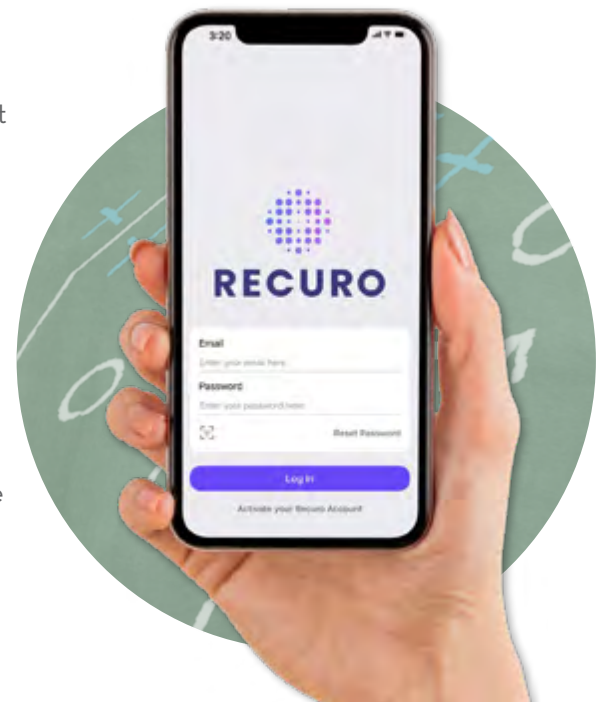 t
3:20
RECURO
Email
Enter your email here
Password
Enter your password here
Reset Password
Log In
e
Activate your Recuro Account